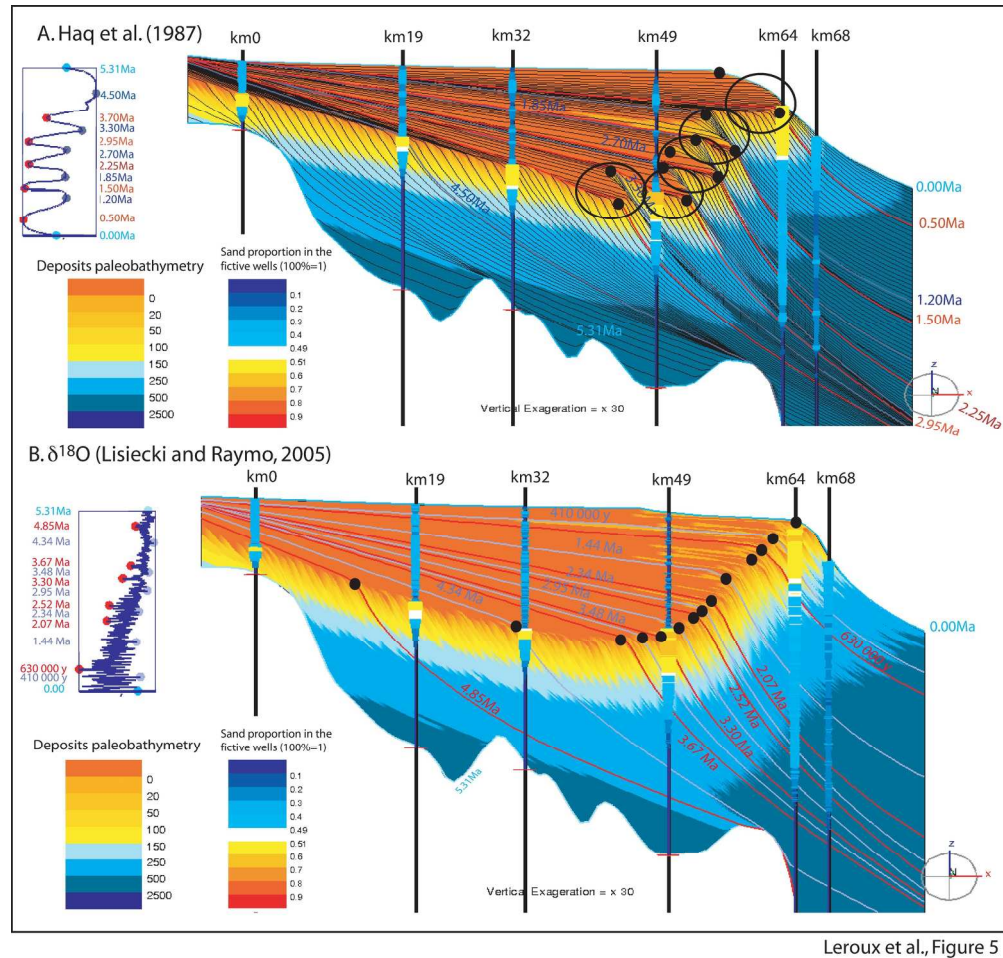 A. Haq et al. (1987)
km0
km19
km32
km49
km64
km68
5.31Ma
4.50Ma
3.70Ma
3.30Ma
2.95Ma
2.70Ma
2.25Ma
1.85Ma
1.50Ma
1.20Ma
0.50Ma
0.00Ma
1.85Ma
2.70Ma
4.50Ma
5.31Ma
0.00Ma
0.50Ma
1.20Ma
1.50Ma
2.25Ma
2.95Ma
z
x
Deposits paleobathymetry
0
20
50
100
150
250
500
2500
Sand proportion in the
fictive wells (100%=1)
0.1
0.2
0.3
0.4
0.49
0.51
0.6
0.7
0.8
0.9
Vertical Exageration = x 30
B. δ18O (Lisiecki and Raymo, 2005)
km0
km19
km32
km49
km64
km68
5.31Ma
4.85Ma
4.34 Ma
3.67 Ma
3.48 Ma
3.30 Ma
2.95 Ma
2.52 Ma
2.34 Ma
2.07 Ma
1.44 Ma
630 000 y
410 000 y
0.00
410 000 y
1.44 Ma
2.34 Ma
2.95 Ma
3.48 Ma
4.34 Ma
4.85Ma
5.31Ma
3.67 Ma
3.30 Ma
2.52 Ma
2.07 Ma
630 000 y
0.00Ma
z
x
Deposits paleobathymetry
0
20
50
100
150
250
500
2500
Sand proportion in the
fictive wells (100%=1)
0.1
0.2
0.3
0.4
0.49
0.51
0.6
0.7
0.8
0.9
Vertical Exageration = x 30
Leroux et al., Figure 5